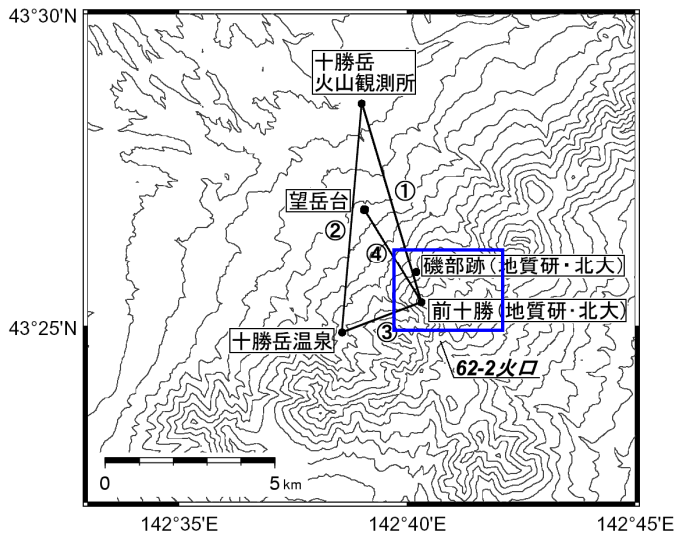 43°30'N
十勝岳
火山観測所
①
望岳台
②
④
磯部跡(地質研・北大)
前十勝(地質研・北大)
43°25'N
十勝岳温泉
③
62-2火口
0
5 km
142°35'E
142°40'E
142°45'E